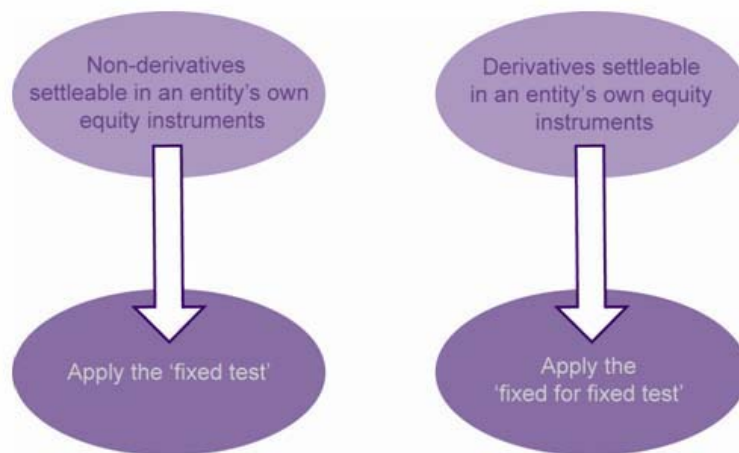 Non-derivatives
settleable in an entity's own
equity instruments
Derivatives settleable
in an entity's own equity
instruments
Apply the 'fixed test'
Apply the
'fixed for fixed test'